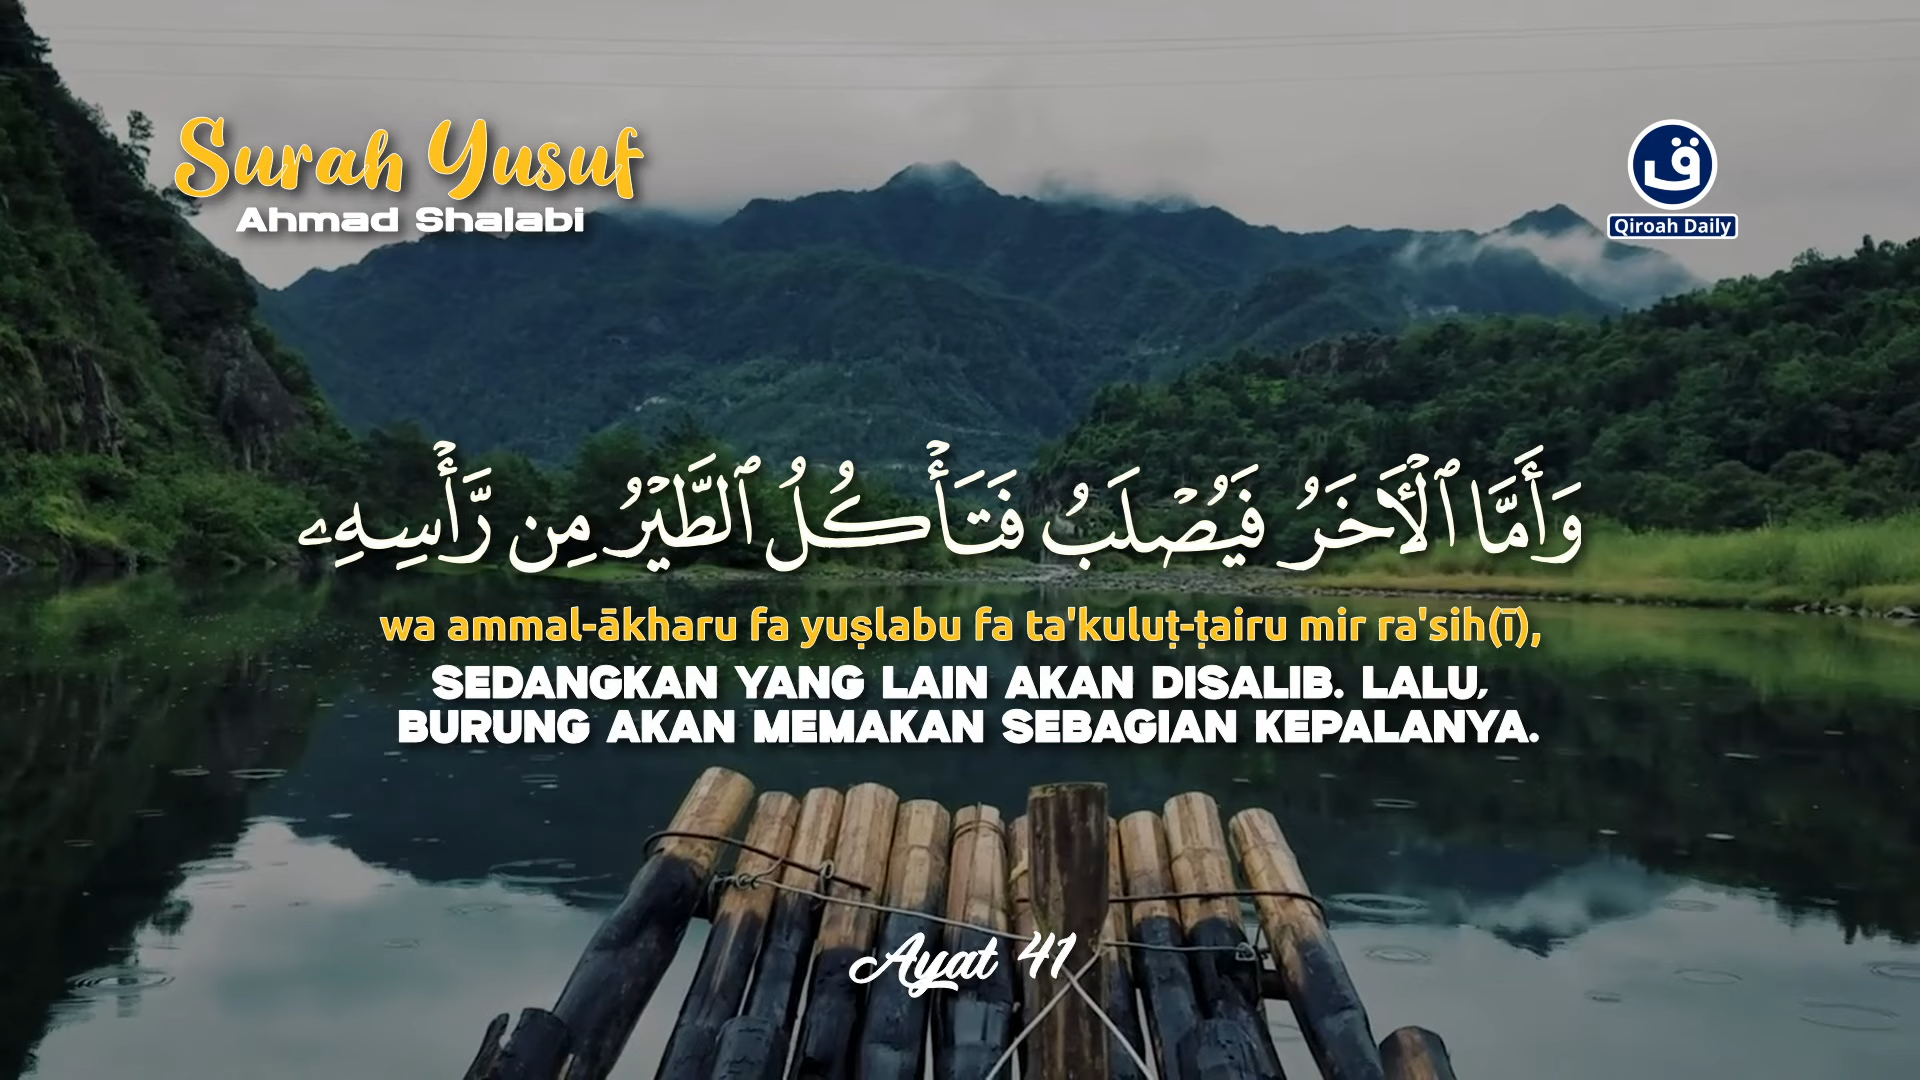 Surah Yusuf
Ahmad Shalabi
ق
Qiroah Daily
وَأَمَّا ٱلْأٓخَرُ فَيُصْلَبُ فَتَأْكُلُ ٱلطَّيْرُ مِن رَّأْسِهِۦ
wa ammal-ākharu fa yuṣlabu fa ta'kuluṭ-ṭairu mir ra'sih(ī),
SEDANGKAN YANG LAIN AKAN DISALIB. LALU,
BURUNG AKAN MEMAKAN SEBAGIAN KEPALANYA.
Ayat 41